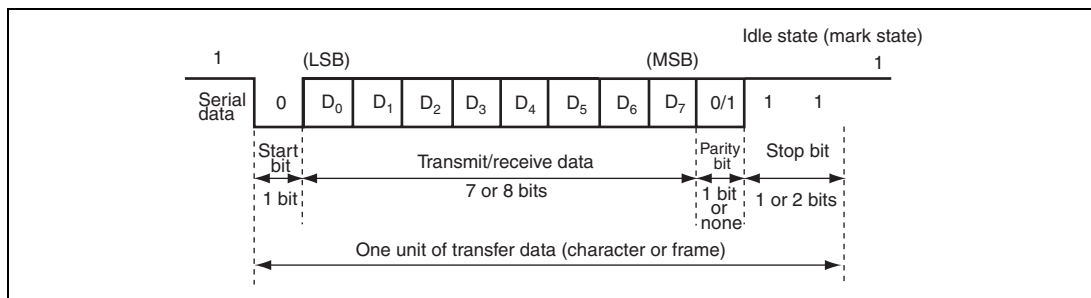 Idle state (mark state)
1 (LSB) (MSB) 1
Serial data 0 D0 D1 D2 D3 D4 D5 D6 D7 0/1 1 1
Start bit
Transmit/receive data
Parity bit
Stop bit
1 bit
7 or 8 bits
1 bit or none
1 or 2 bits
One unit of transfer data (character or frame)